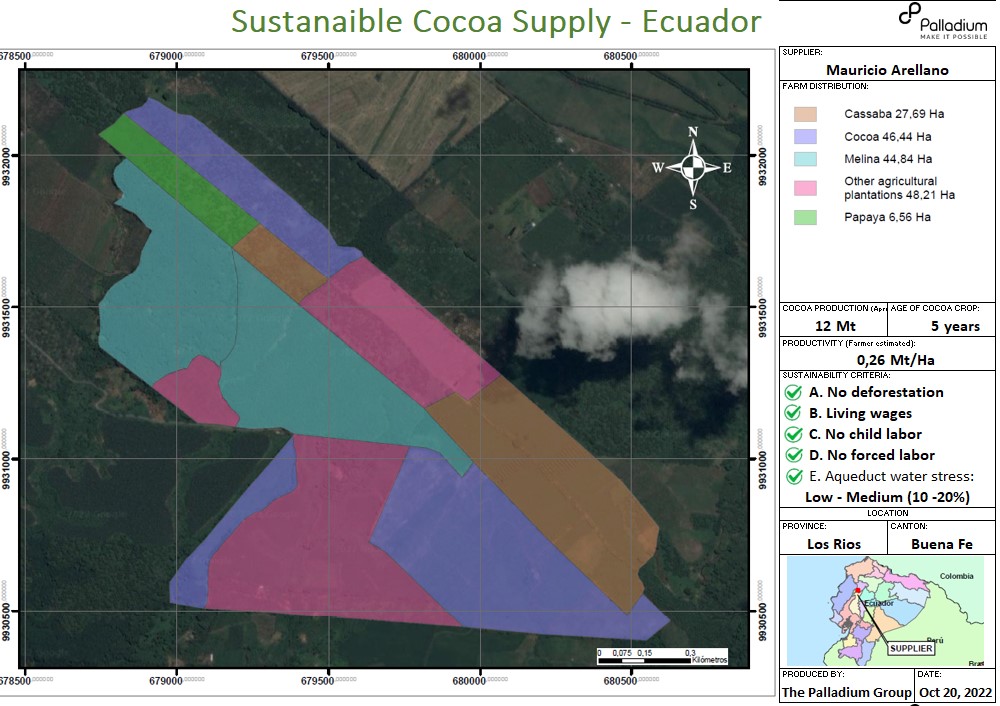 Sustanaible Cocoa Supply - Ecuador
Palladium
MAKE IT POSSIBLE
678500 679000 679500 680000 680500
9932000 9932000
9931500 9931500
9931000 9931000
9930500 9930500
678500 679000 679500 680000 680500
N
W E
S
0 0,075 0,15 0,3
Kilómetros
SUPPLIER:
Mauricio Arellano
FARM DISTRIBUTION:
Cassaba 27,69 Ha
Cocoa 46,44 Ha
Melina 44,84 Ha
Other agricultural
plantations 48,21 Ha
Papaya 6,56 Ha
COCOA PRODUCTION AGE OF COCOA CROP:
12 Mt 5 years
PRODUCTIVITY (Farmer estimated):
0,26 Mt/Ha
SUSTAINABILITY CRITERIA:
A. No deforestation
B. Living wages
C. No child labor
D. No forced labor
E. Aqueduct water stress:
Low - Medium (10 -20%)
LOCATION
PROVINCE: CANTON:
Los Rios Buena Fe
Colombia
Ecuador
Perú
SUPPLIER
PRODUCED BY: DATE:
The Palladium Group Oct 20, 2022